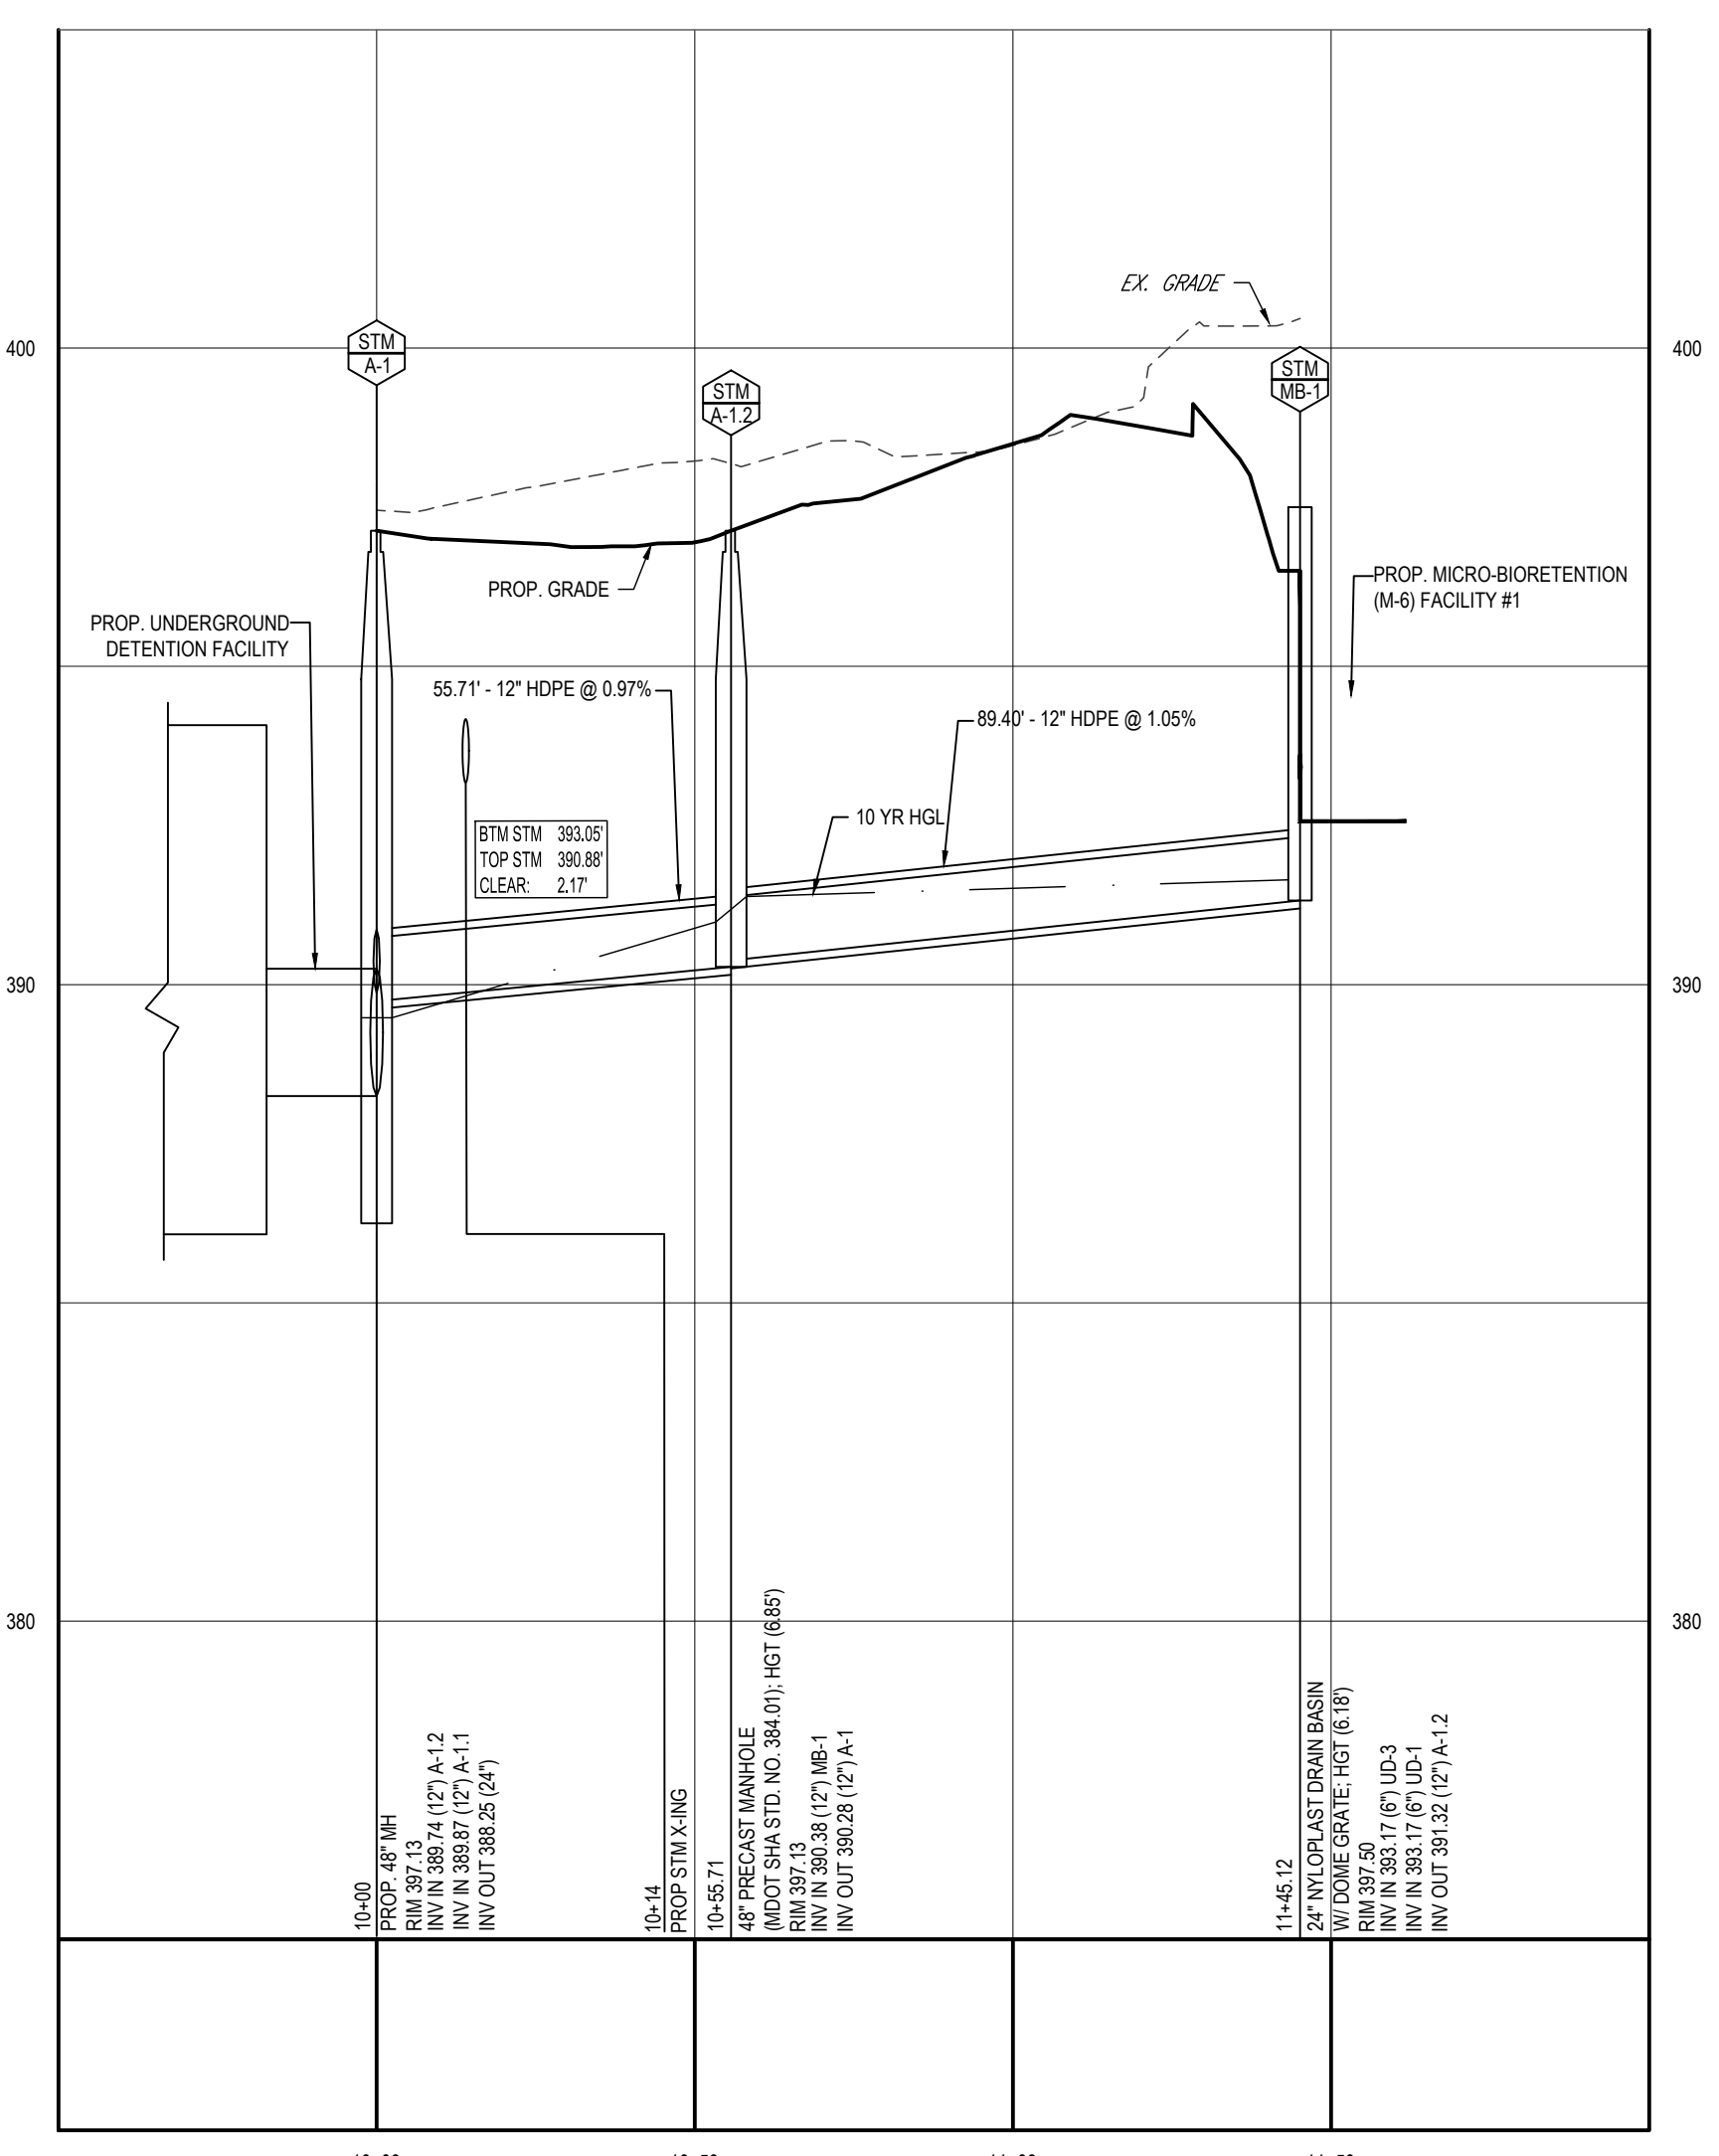 EX. GRADE
400
400
STM
A-1
STM
A-1.2
STM
MB-1
PROP. GRADE
PROP. MICRO-BIORETENTION
(M-6) FACILITY #1
PROP. UNDERGROUND
DETENTION FACILITY
55.71' - 12" HDPE @ 0.97%
89.40' - 12" HDPE @ 1.05%
10 YR HGL
BTM STM 393.05'
TOP STM 390.88'
CLEAR: 2.17'
390
390
380
380
10+00
PROP. 48" MH
RIM 397.13
INV IN 389.74 (12") A-1.2
INV IN 389.87 (12") A-1.1
INV OUT 388.25 (24")
10+14
PROP STM X-ING
10+55.71
48" PRECAST MANHOLE
(MDOT SHA STD. NO. 384.01); HGT (6.85')
RIM 397.13
INV IN 390.38 (12") MB-1
INV OUT 390.28 (12") A-1
11+45.12
24" NYLOPLAST DRAIN BASIN
W/ DOME GRATE; HGT (6.18')
RIM 397.50
INV IN 393.17 (6") UD-3
INV IN 393.17 (6") UD-1
INV OUT 391.32 (12") A-1.2